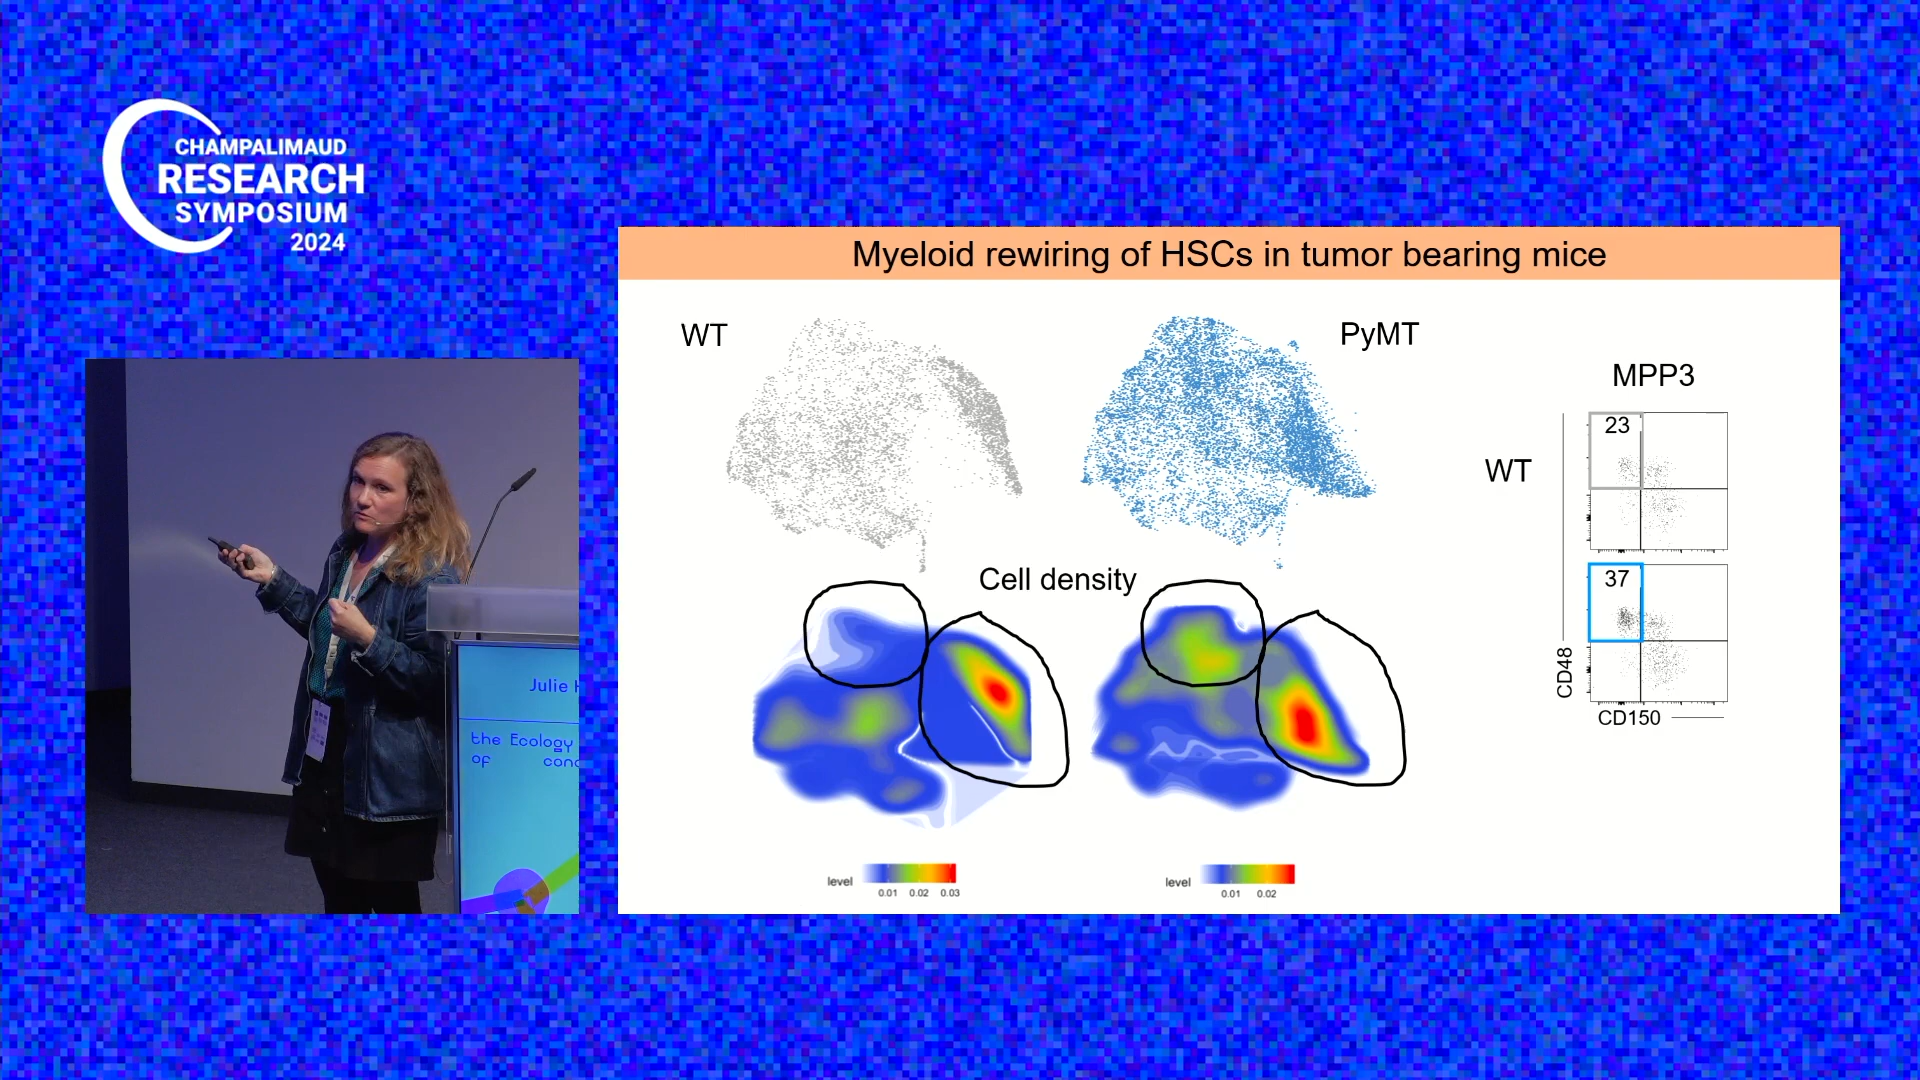 CHAMPALIMAUD
RESEARCH
SYMPOSIUM
2024
Myeloid rewiring of HSCs in tumor bearing mice
WT
PyMT
MPP3
23
WT
37
Cell density
CD48
CD150
level
0.01 0.02 0.03
level
0.01 0.02
Julie
the Ecology
of